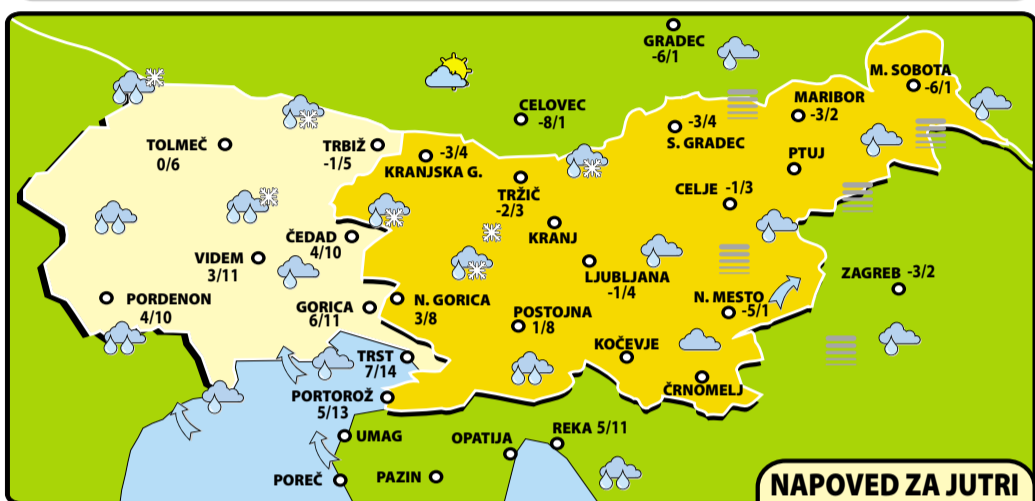 GRADEC
-6/1
M. SOBOTA
-6/1
MARIBOR
-3/2
CELOVEC
-8/1
-3/4
S. GRADEC
TOLMEČ
0/6
TRBIŽ
-1/5
-3/4
KRANJSKA G.
PTUJ
TRŽIČ
-2/3
CELJE -1/3
KRANJ
ČEDAD
4/10
VIDEM
3/11
LJUBLJANA
-1/4
ZAGREB -3/2
PORDENON
4/10
GORICA
6/11
N. GORICA
3/8
POSTOJNA
1/8
N. MESTO
-5/1
KOČEVJE
TRST
7/14
ČRNOMELJ
PORTOROŽ
5/13
UMAG
OPATIJA
REKA 5/11
POREČ
PAZIN
NAPOVED ZA JUTRI